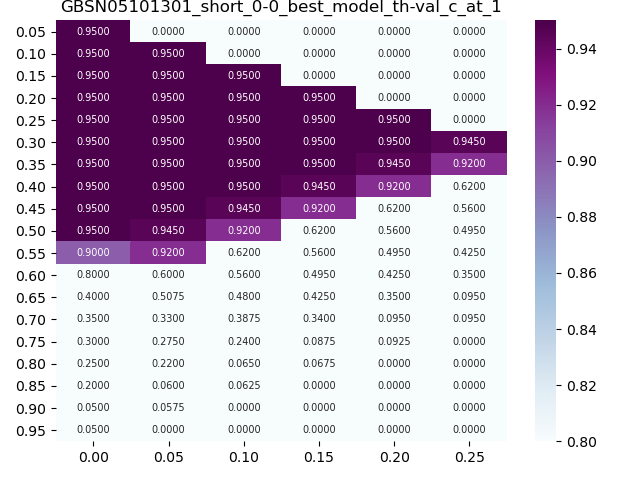 GBSN05101301_short_0-0_best_model_th-val_c_at_1
0.05 0.9500 0.0000 0.0000 0.0000 0.0000 0.0000
0.10 0.9500 0.9500 0.0000 0.0000 0.0000 0.0000
0.15 0.9500 0.9500 0.9500 0.0000 0.0000 0.0000
0.20 0.9500 0.9500 0.9500 0.9500 0.0000 0.0000
0.25 0.9500 0.9500 0.9500 0.9500 0.9500 0.0000
0.30 0.9500 0.9500 0.9500 0.9500 0.9500 0.9450
0.35 0.9500 0.9500 0.9500 0.9500 0.9450 0.9200
0.40 0.9500 0.9500 0.9500 0.9450 0.9200 0.6200
0.45 0.9500 0.9500 0.9450 0.9200 0.6200 0.5600
0.50 0.9500 0.9450 0.9200 0.6200 0.5600 0.4950
0.55 0.9000 0.9200 0.6200 0.5600 0.4950 0.4250
0.60 0.8000 0.6000 0.5600 0.4950 0.4250 0.3500
0.65 0.4000 0.5075 0.4800 0.4250 0.3500 0.0950
0.70 0.3500 0.3300 0.3875 0.3400 0.0950 0.0950
0.75 0.3000 0.2750 0.2400 0.0875 0.0925 0.0000
0.80 0.2500 0.2200 0.0650 0.0675 0.0000 0.0000
0.85 0.2000 0.0600 0.0625 0.0000 0.0000 0.0000
0.90 0.0500 0.0575 0.0000 0.0000 0.0000 0.0000
0.95 0.0500 0.0000 0.0000 0.0000 0.0000 0.0000
0.00 0.05 0.10 0.15 0.20 0.25
0.94
0.92
0.90
0.88
0.86
0.84
0.82
0.80